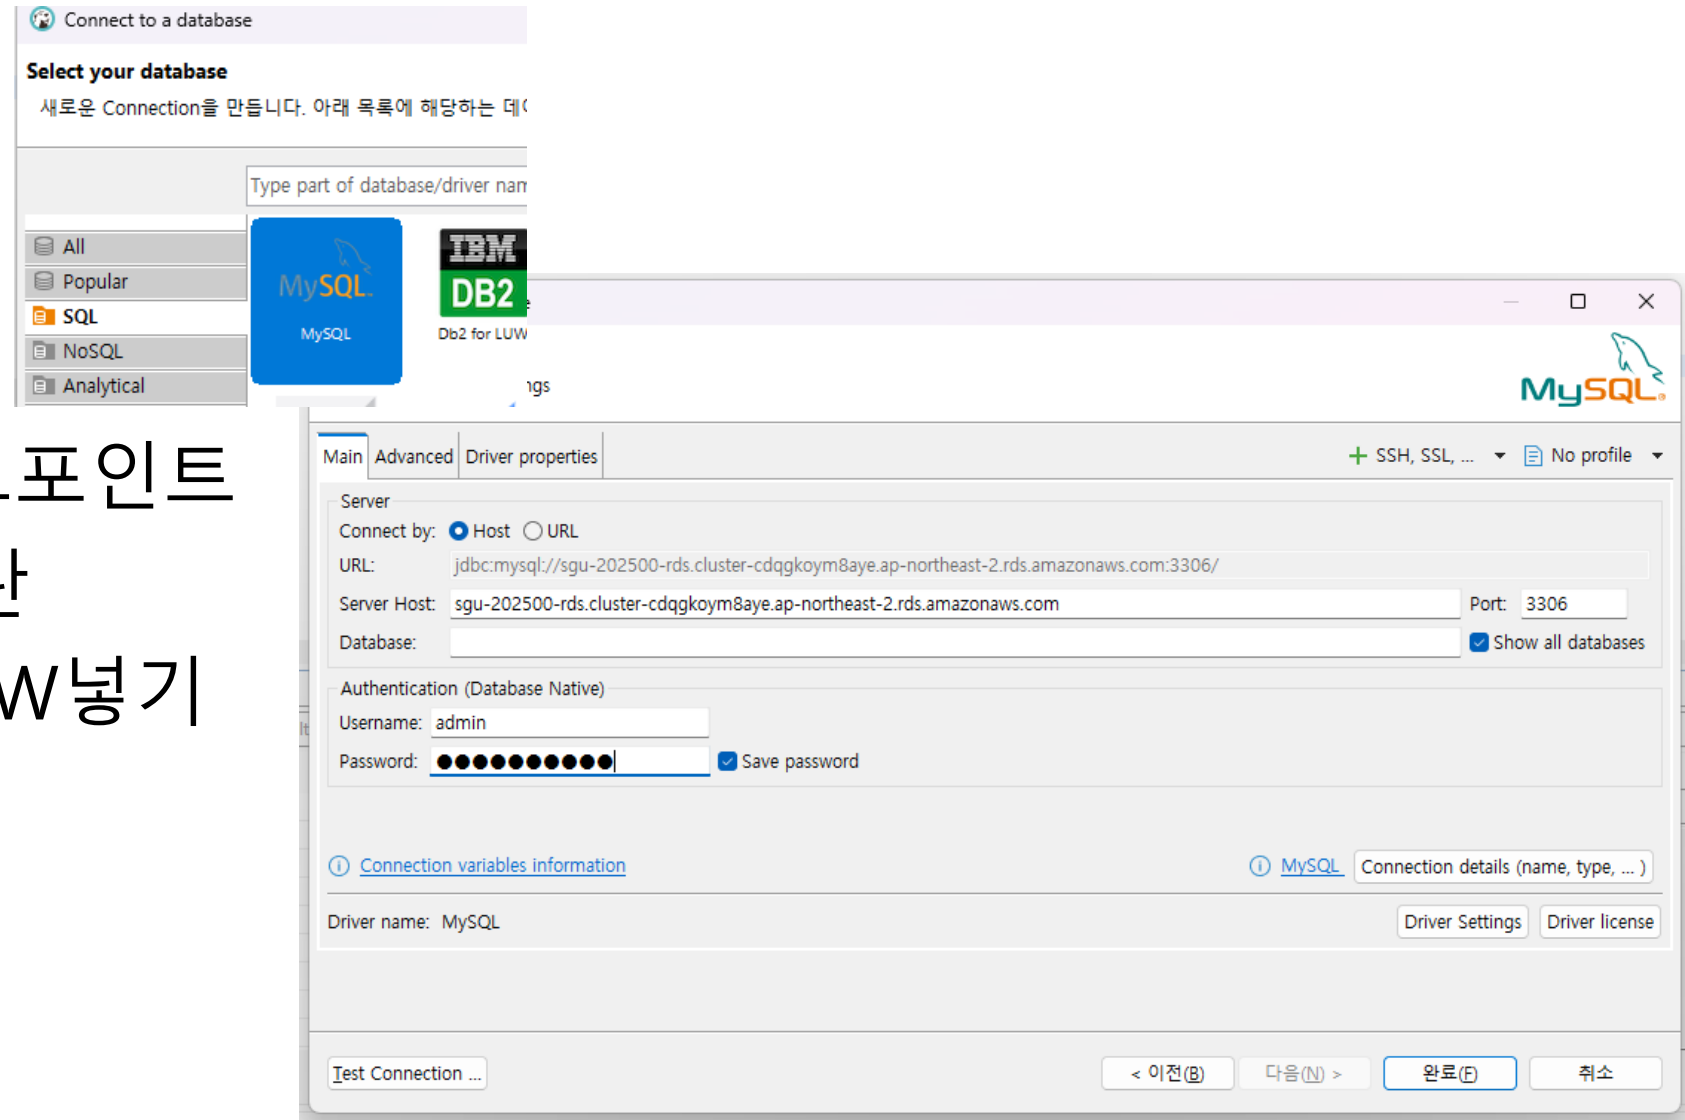 Connect to a database
Select your database
새로운 Connection을 만듭니다. 아래 목록에 해당하는
Type part of database/driver
All
Popular
SQL
NoSQL
Analytical
MySQL
MySQL
IBM
DB2
Db2 for LUW
ngs
MySQL
포인트
W넣기
Main Advanced Driver properties
SSH, SSL, ... No profile
Server
Connect by: Host URL
URL: jdbc:mysql://sgu-202500-rds.cluster-cdqgkoym8aye.ap-northeast-2.rds.amazonaws.com:3306/
Server Host: sgu-202500-rds.cluster-cdqgkoym8aye.ap-northeast-2.rds.amazonaws.com Port: 3306
Database: Show all databases
Authentication (Database Native)
Username: admin
Password: ●●●●●●●●●● Save password
Connection variables information
MySQL Connection details (name, type, ... )
Driver name: MySQL
Driver Settings Driver license
Test Connection ...
< 이전(B) 다음(N) > 완료(F) 취소